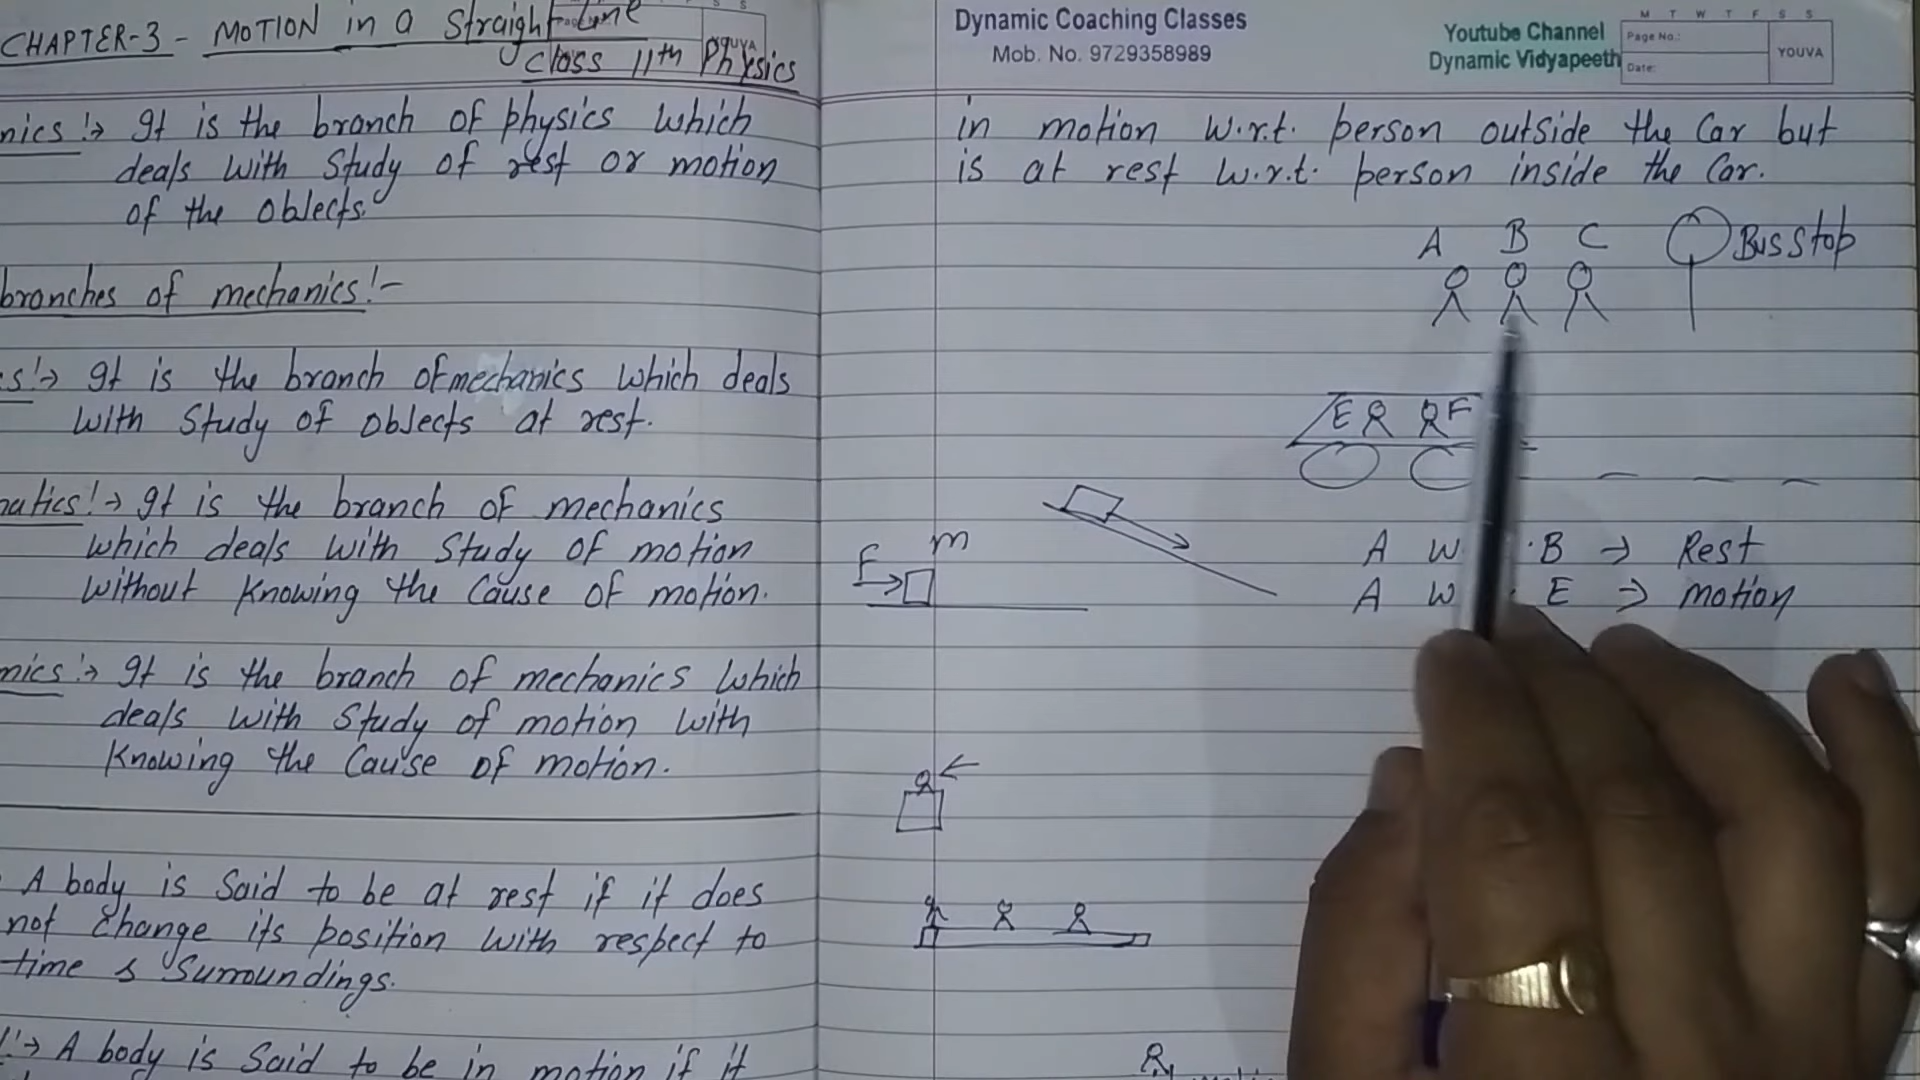 CHAPTER-3 - MOTION in a Straight Line
Class 11th Physics
nics :→ It is the branch of physics which
deals with study of rest or motion
of the objects.
branches of mechanics :-
cs :→ It is the branch of mechanics which deals
with study of objects at rest.
matics :→ It is the branch of mechanics
which deals with study of motion
without knowing the cause of motion.
mics :→ It is the branch of mechanics which
deals with study of motion with
knowing the cause of motion.
A body is said to be at rest if it does
not change its position with respect to
time & surroundings.
:→ A body is said to be in motion if it
Dynamic Coaching Classes
Mob. No. 9729358989
Youtube Channel
Dynamic Vidyapeeth
M T W T F S S
Page No.:
Date:
YOUVA
in motion w.r.t. person outside the car but
is at rest w.r.t. person inside the car.
A B C Bus Stop
E F
F m
A W B → Rest
A W E → motion